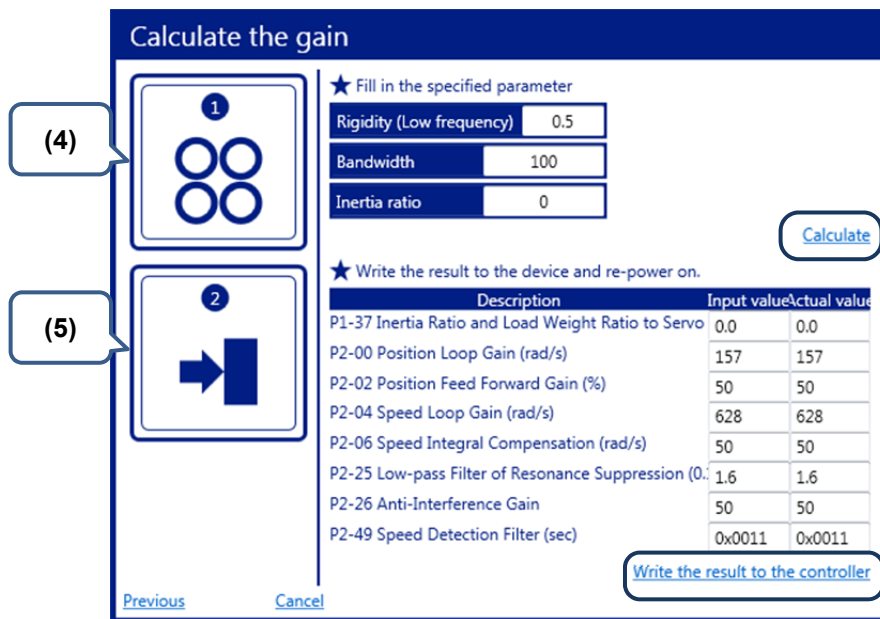 Calculate the gain
(4)
1
★ Fill in the specified parameter
Rigidity (Low frequency) 0.5
Bandwidth 100
Inertia ratio 0
Calculate
(5)
2
★ Write the result to the device and re-power on.
Description Input value Actual value
P1-37 Inertia Ratio and Load Weight Ratio to Servo 0.0 0.0
P2-00 Position Loop Gain (rad/s) 157 157
P2-02 Position Feed Forward Gain (%) 50 50
P2-04 Speed Loop Gain (rad/s) 628 628
P2-06 Speed Integral Compensation (rad/s) 50 50
P2-25 Low-pass Filter of Resonance Suppression (0. 1.6 1.6
P2-26 Anti-Interference Gain 50 50
P2-49 Speed Detection Filter (sec) 0x0011 0x0011
Write the result to the controller
Previous Cancel